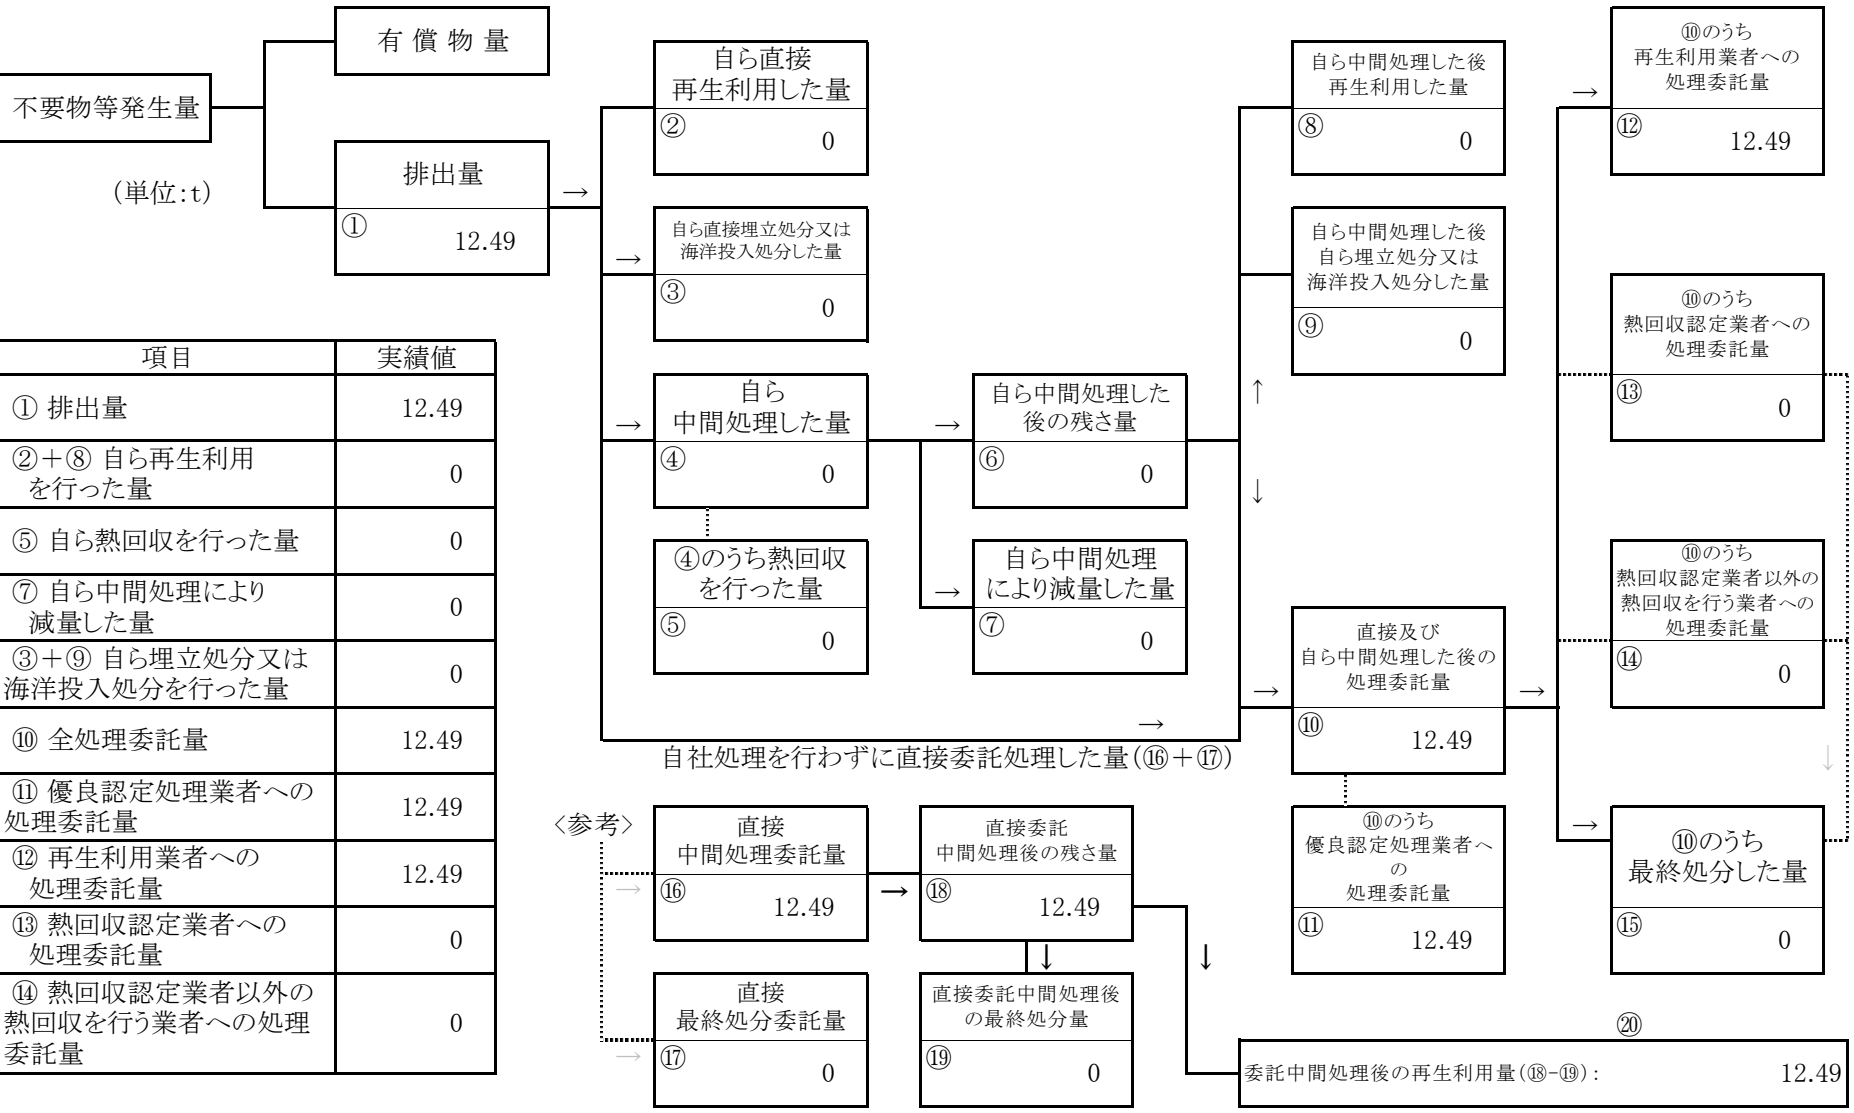 有 償 物 量
不要物等発生量
(単位:t)
排出量
①
12.49
→
自ら直接
再生利用した量
②
0
→
自ら直接埋立処分又は
海洋投入処分した量
③
0
→
自ら
中間処理した量
④
0
④のうち熱回収
を行った量
⑤
0
→
自ら中間処理した
後の残さ量
⑥
0
→
自ら中間処理
により減量した量
⑦
0
↑
↓
自ら中間処理した後
再生利用した量
⑧
0
自ら中間処理した後
自ら埋立処分又は
海洋投入処分した量
⑨
0
→
自社処理を行わずに直接委託処理した量(⑯+⑰)
→
直接及び
自ら中間処理した後の
処理委託量
⑩
12.49
→
⑩のうち
優良認定処理業者へ
の
処理委託量
⑪
12.49
→
⑩のうち
再生利用業者への
処理委託量
⑫
12.49
⑩のうち
熱回収認定業者への
処理委託量
⑬
0
⑩のうち
熱回収認定業者以外の
熱回収を行う業者への
処理委託量
⑭
0
↓
→
⑩のうち
最終処分した量
⑮
0
項目 実績値
① 排出量 12.49
②+⑧ 自ら再生利用
を行った量 0
⑤ 自ら熱回収を行った量 0
⑦ 自ら中間処理により
減量した量 0
③+⑨ 自ら埋立処分又は
海洋投入処分を行った量 0
⑩ 全処理委託量 12.49
⑪ 優良認定処理業者への
処理委託量 12.49
⑫ 再生利用業者への
処理委託量 12.49
⑬ 熱回収認定業者への
処理委託量 0
⑭ 熱回収認定業者以外の
熱回収を行う業者への処理
委託量 0
<参考>
→
直接
中間処理委託量
⑯
12.49
→
直接
最終処分委託量
⑰
0
→
直接委託
中間処理後の残さ量
⑱
12.49
↓
直接委託中間処理後
の最終処分量
⑲
0
↓
⑳
委託中間処理後の再生利用量(⑱-⑲): 12.49